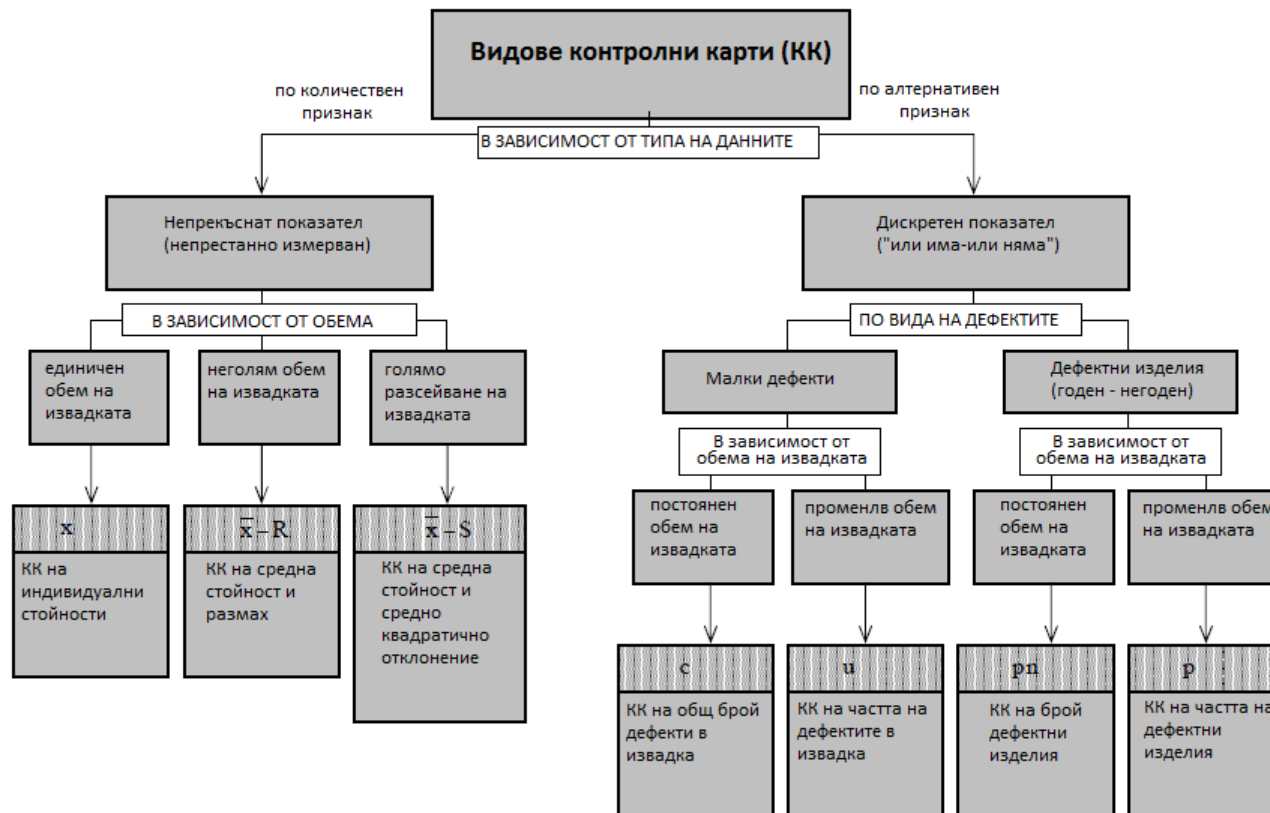 Видове контролни карти (КК)
по количествен
признак
по алтернативен
признак
В ЗАВИСИМОСТ ОТ ТИПА НА ДАННИТЕ
Непрекъснат показател
(непрестанно измерван)
Дискретен показател
("или има-или няма")
В ЗАВИСИМОСТ ОТ ОБЕМА
ПО ВИДА НА ДЕФЕКТИТЕ
единичен
обем на
извадката
неголям обем
на извадката
голямо
разсейване на
извадката
Малки дефекти
Дефектни изделия
(годен - негоден)
В зависимост от
обема на извадката
В зависимост от
обема на извадката
постоянен
обем на
извадката
променлв обем
на извадката
постоянен
обем на
извадката
променлв обем
на извадката
x
x̅ – R
x̅ – S
КК на
индивидуални
стойности
КК на средна
стойност и
размах
КК на средна
стойност и
средно
квадратично
отклонение
c
u
pn
p
КК на общ брой
дефекти в
извадка
КК на частта на
дефектите в
извадка
КК на брой
дефектни
изделия
КК на частта на
дефектни
изделия